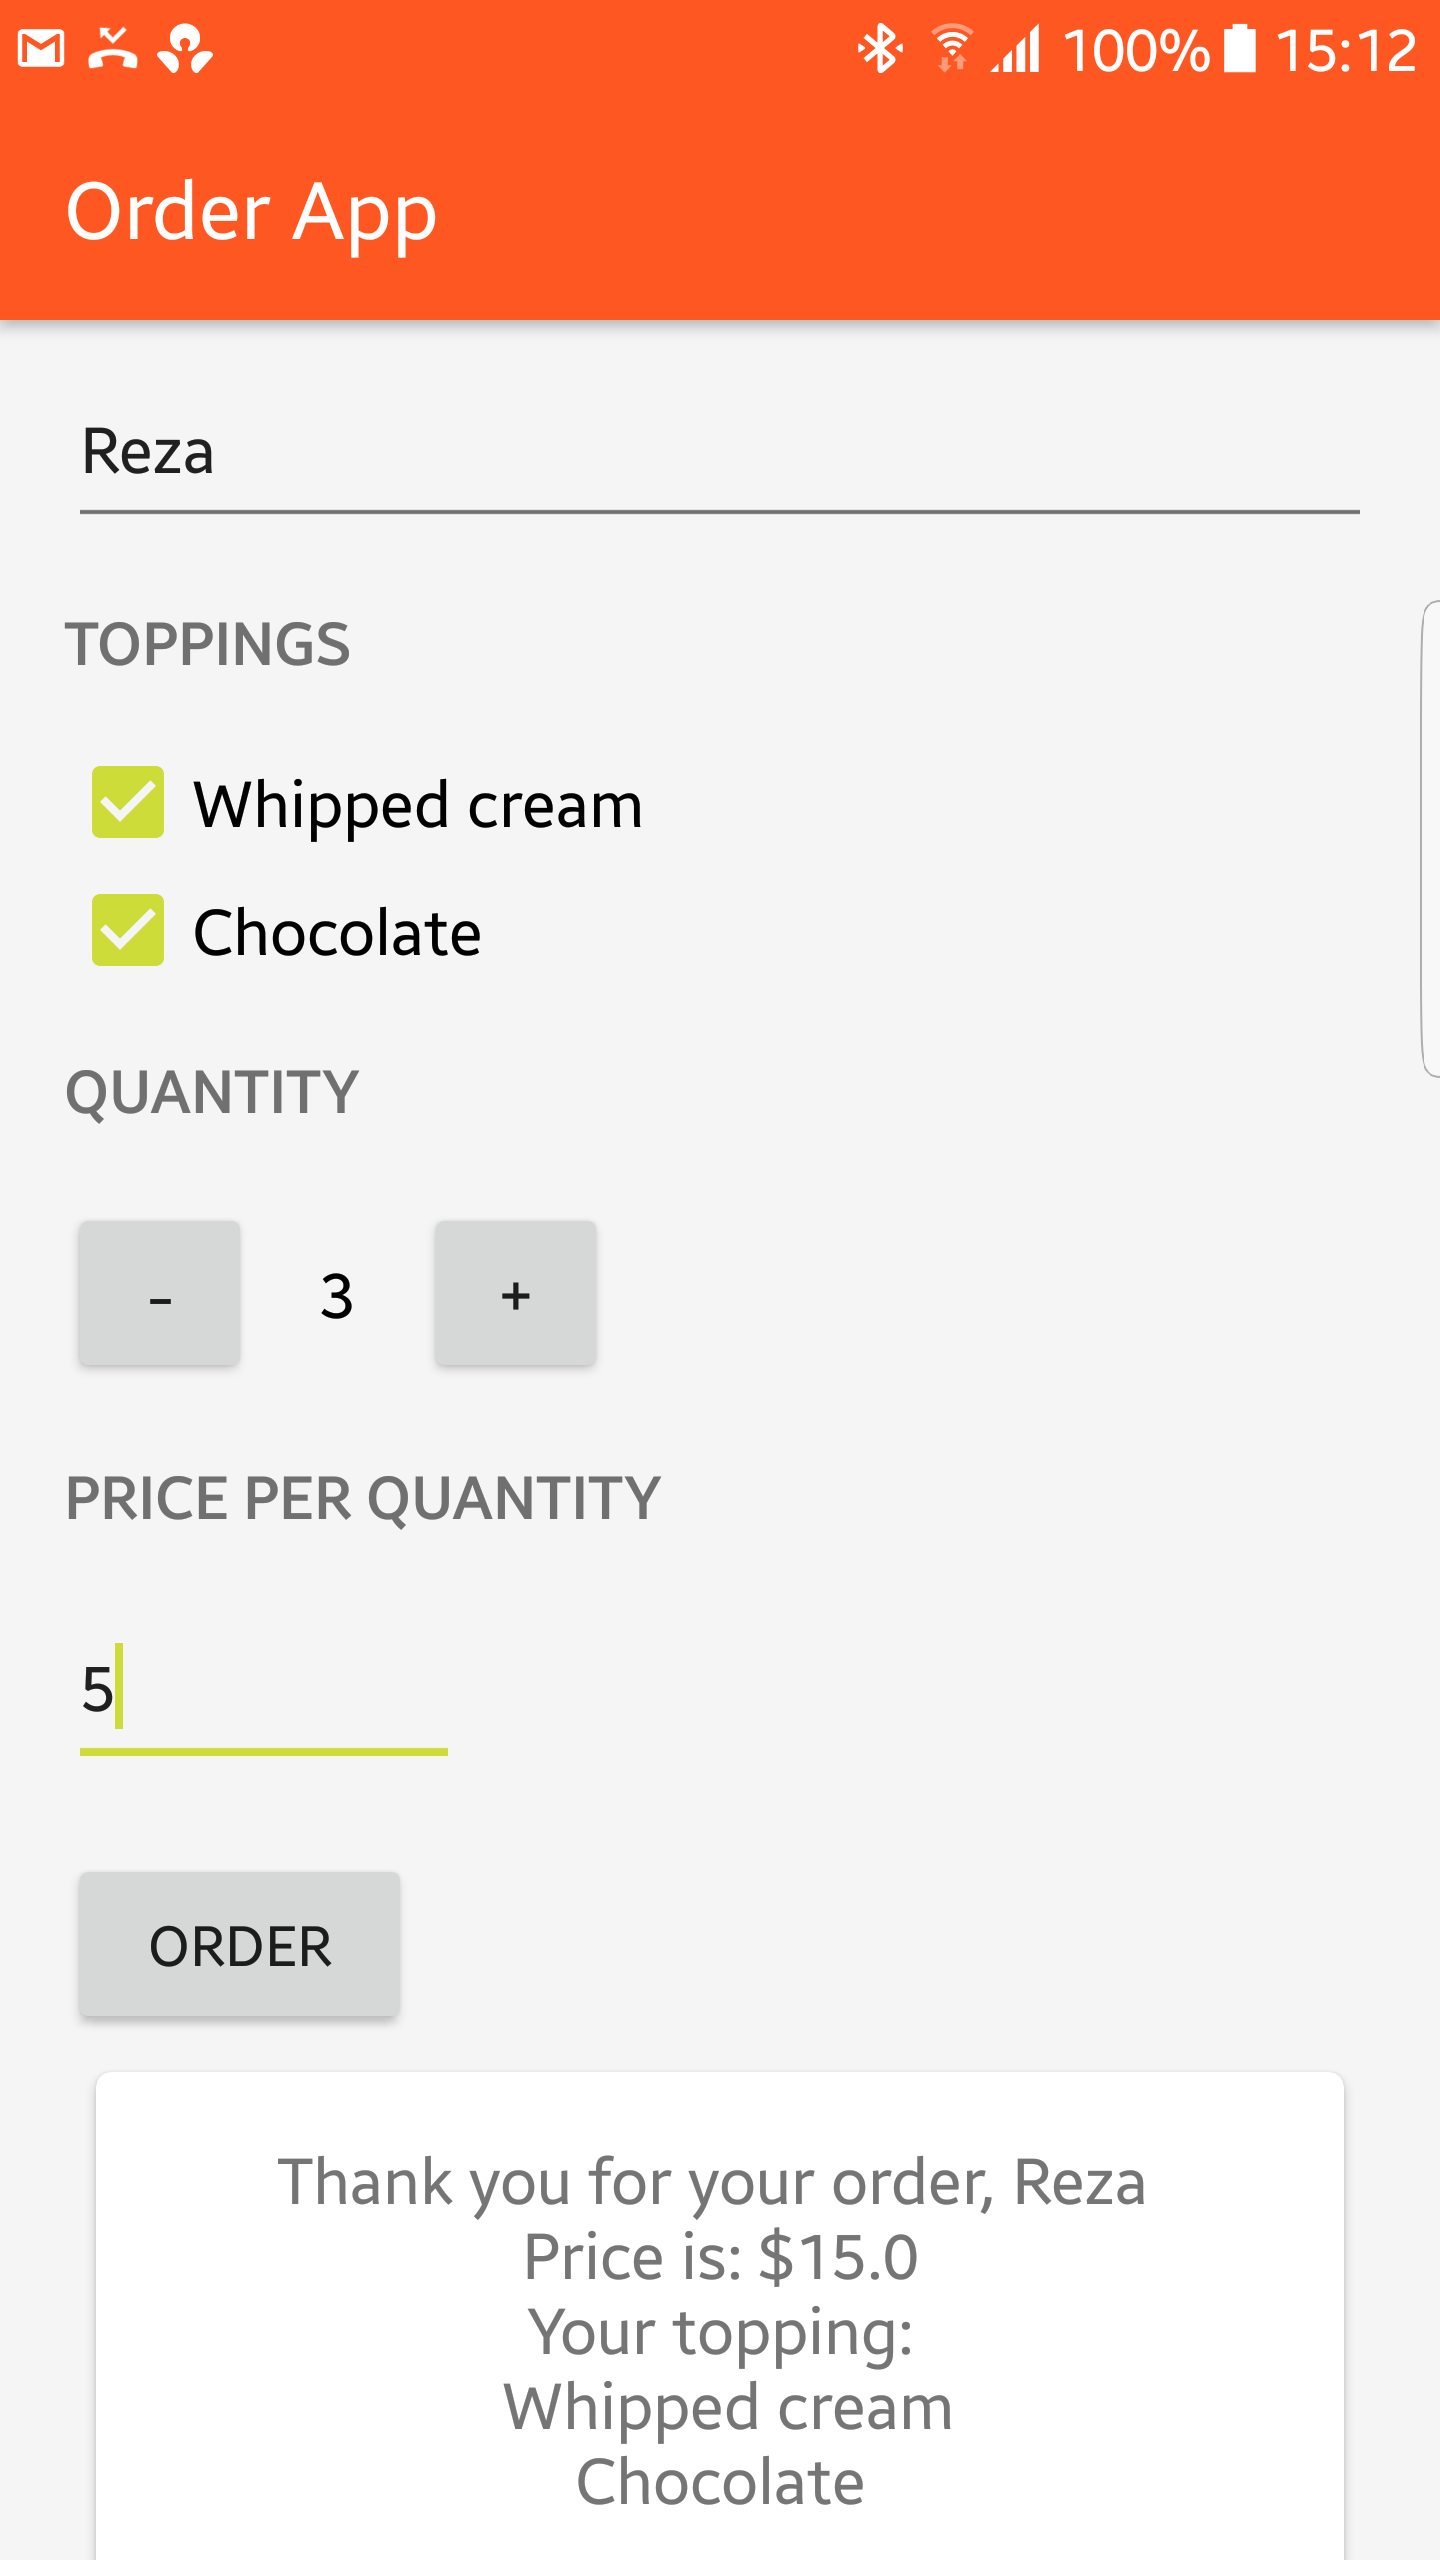 100% 15:12
Order App
Reza
TOPPINGS
Whipped cream
Chocolate
QUANTITY
- 3 +
PRICE PER QUANTITY
5
ORDER
Thank you for your order, Reza
Price is: $15.0
Your topping:
Whipped cream
Chocolate